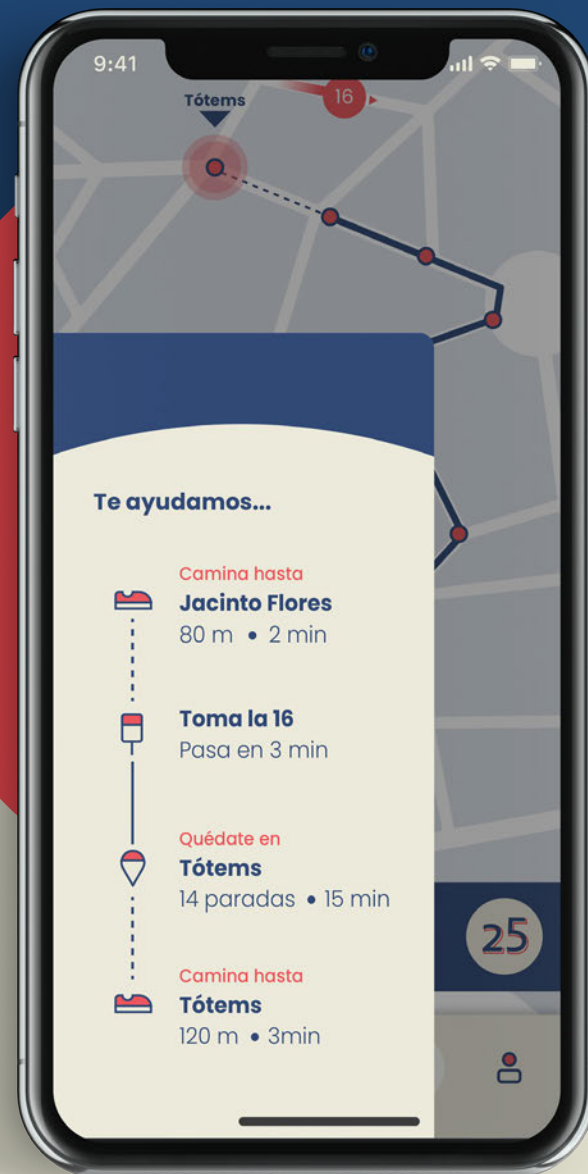 9:41
Tótems
16
Te ayudamos...
Camina hasta
Jacinto Flores
80 m • 2 min
Toma la 16
Pasa en 3 min
Quédate en
Tótems
14 paradas • 15 min
Camina hasta
Tótems
120 m • 3min
25